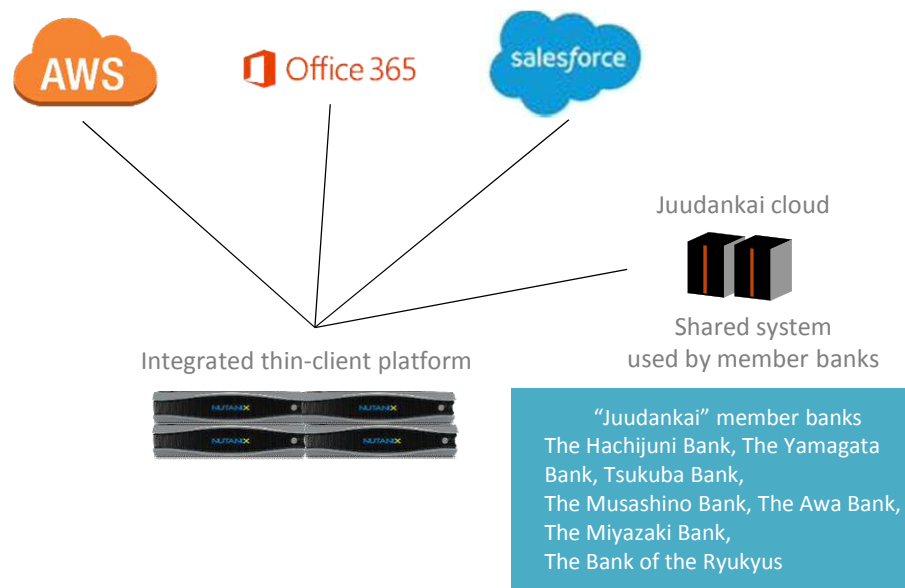 AWS
Office 365
salesforce
Juudankai cloud
Shared system
used by member banks
Integrated thin-client platform
NUTANIX NUTANIX
NUTANIX NUTANIX
“Juudankai” member banks
The Hachijuni Bank, The Yamagata
Bank, Tsukuba Bank,
The Musashino Bank, The Awa Bank,
The Miyazaki Bank,
The Bank of the Ryukyus